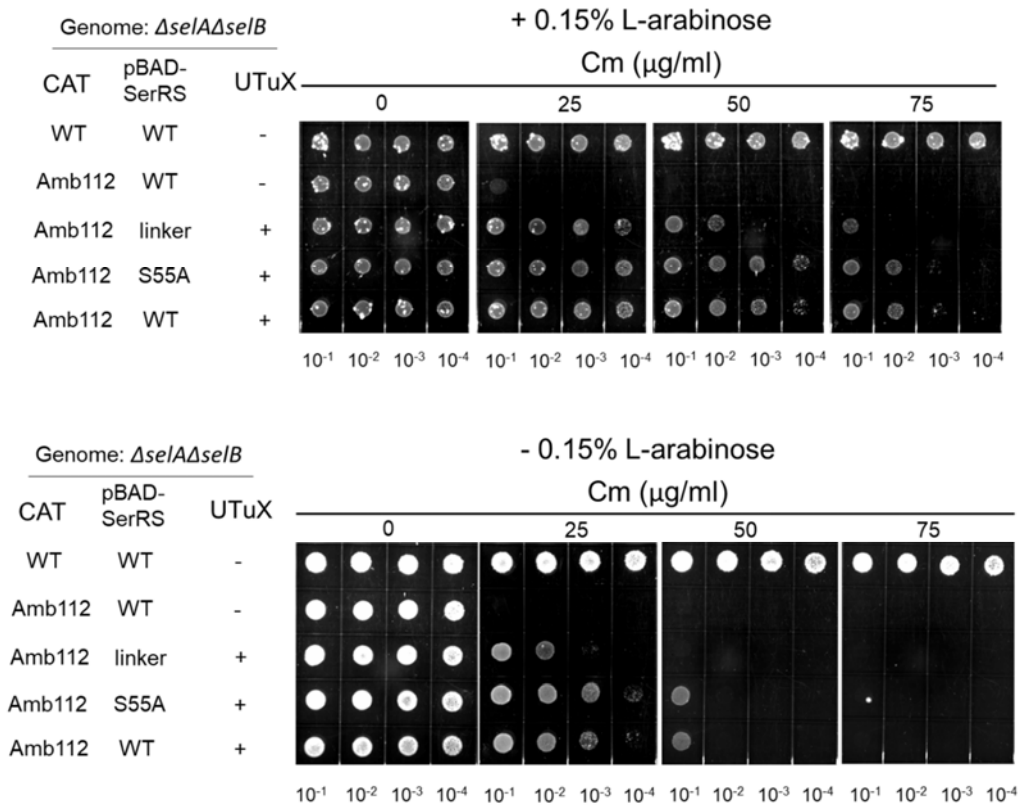 + 0.15% L-arabinose
Genome: ΔselAΔselB
Cm (µg/ml)
CAT pBAD-SerRS UTuX
0 25 50 75
WT WT -
Amb112 WT -
Amb112 linker +
Amb112 S55A +
Amb112 WT +
10-1 10-2 10-3 10-4 10-1 10-2 10-3 10-4 10-1 10-2 10-3 10-4 10-1 10-2 10-3 10-4
- 0.15% L-arabinose
Genome: ΔselAΔselB
Cm (µg/ml)
CAT pBAD-SerRS UTuX
0 25 50 75
WT WT -
Amb112 WT -
Amb112 linker +
Amb112 S55A +
Amb112 WT +
10-1 10-2 10-3 10-4 10-1 10-2 10-3 10-4 10-1 10-2 10-3 10-4 10-1 10-2 10-3 10-4